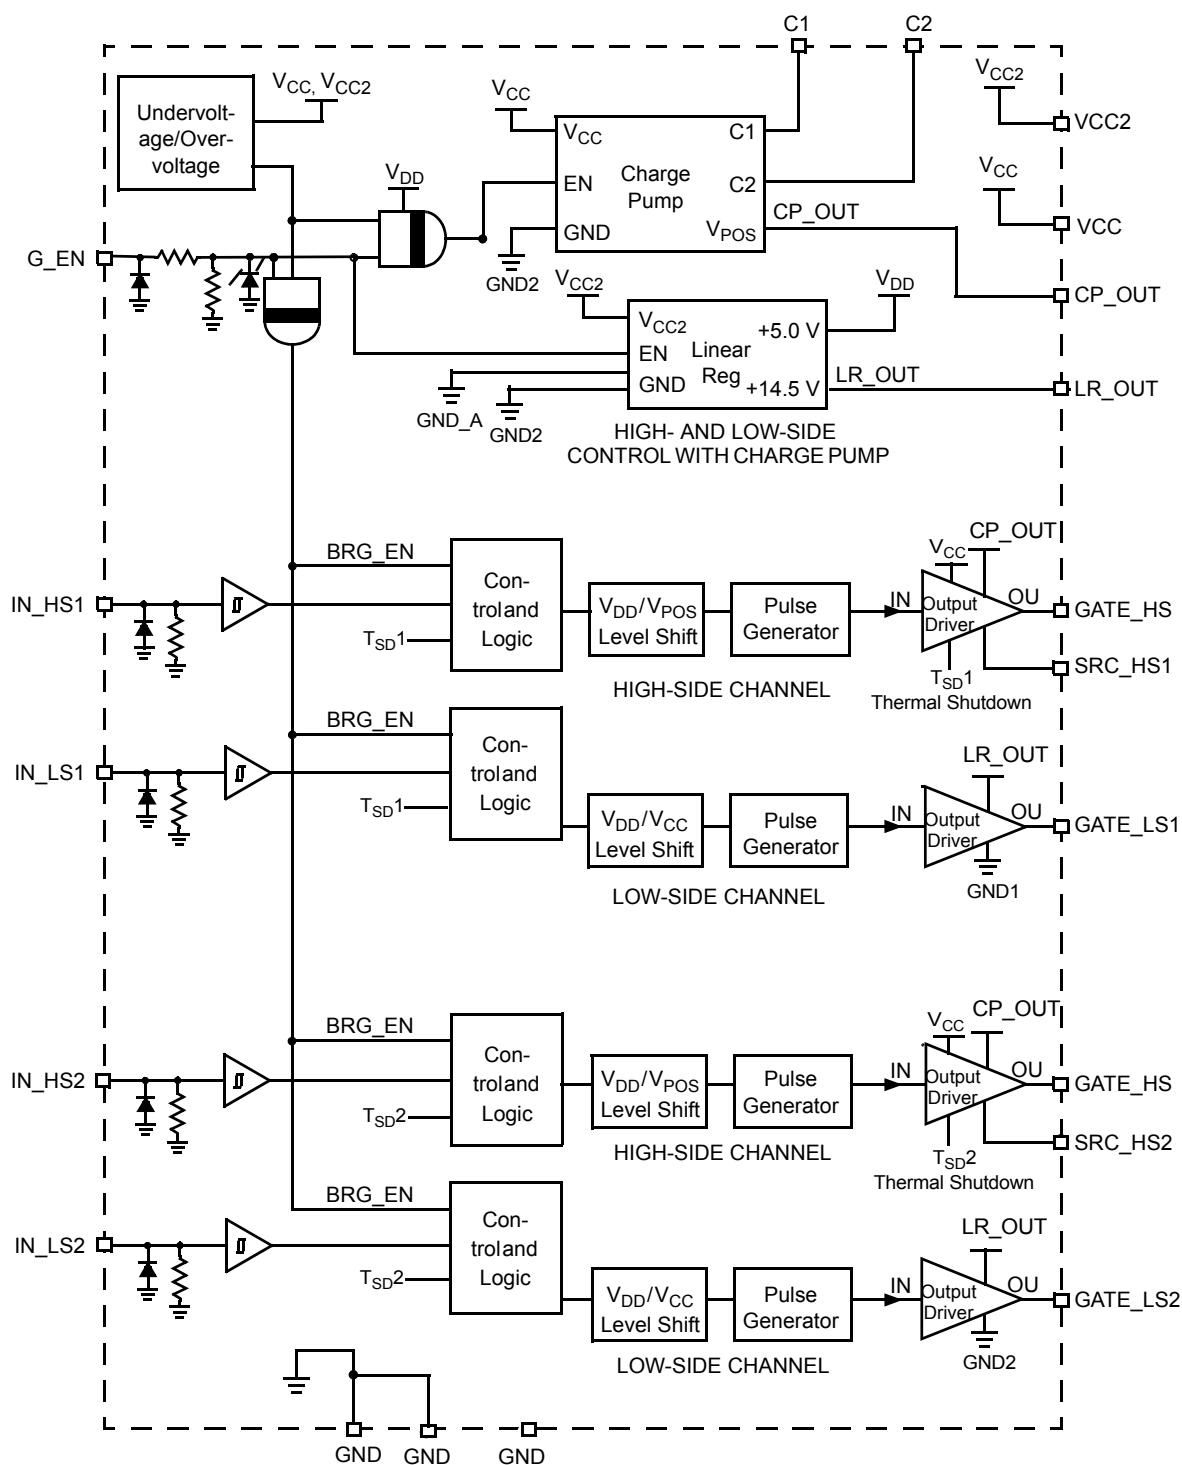 C1
C2
VCC, VCC2
Undervolt-
age/Over-
voltage
VCC
VCC
C1
EN
Charge
Pump
C2
GND
VPOS
CP_OUT
GND2
VCC2
VCC2
VCC
VCC
VDD
G_EN
CP_OUT
VCC2
VDD
VCC2
+5.0 V
EN
Linear
Reg
GND
+14.5 V
LR_OUT
LR_OUT
GND_A
GND2
HIGH- AND LOW-SIDE
CONTROL WITH CHARGE PUMP
BRG_EN
IN_HS1
TSD1
Con-
troland
Logic
VDD/VPOS
Level Shift
Pulse
Generator
IN
VCC
CP_OUT
Output
Driver
OU
GATE_HS
SRC_HS1
TSD1
Thermal Shutdown
HIGH-SIDE CHANNEL
BRG_EN
IN_LS1
TSD1
Con-
troland
Logic
VDD/VCC
Level Shift
Pulse
Generator
IN
LR_OUT
Output
Driver
OU
GATE_LS1
GND1
LOW-SIDE CHANNEL
BRG_EN
IN_HS2
TSD2
Con-
troland
Logic
VDD/VPOS
Level Shift
Pulse
Generator
IN
VCC
CP_OUT
Output
Driver
OU
GATE_HS
SRC_HS2
TSD2
Thermal Shutdown
HIGH-SIDE CHANNEL
BRG_EN
IN_LS2
TSD2
Con-
troland
Logic
VDD/VCC
Level Shift
Pulse
Generator
IN
LR_OUT
Output
Driver
OU
GATE_LS2
GND2
LOW-SIDE CHANNEL
GND
GND
GND